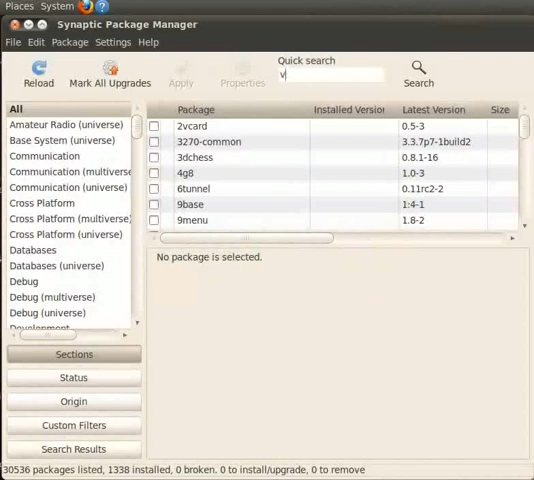 Places System
Synaptic Package Manager
File Edit Package Settings Help
Quick search
v
Reload Mark All Upgrades Apply Properties Search
All
Amateur Radio (universe)
Base System (universe)
Communication
Communication (multiverse
Communication (universe)
Cross Platform
Cross Platform (multiverse)
Cross Platform (universe)
Databases
Databases (universe)
Debug
Debug (multiverse)
Debug (universe)
Development
Package Installed Versio Latest Version Size
2vcard 0.5-3
3270-common 3.3.7p7-1build2
3dchess 0.8.1-16
4g8 1.0-3
6tunnel 0.11rc2-2
9base 1:4-1
9menu 1.8-2
No package is selected.
Sections
Status
Origin
Custom Filters
Search Results
30536 packages listed, 1338 installed, 0 broken. 0 to install/upgrade, 0 to remove